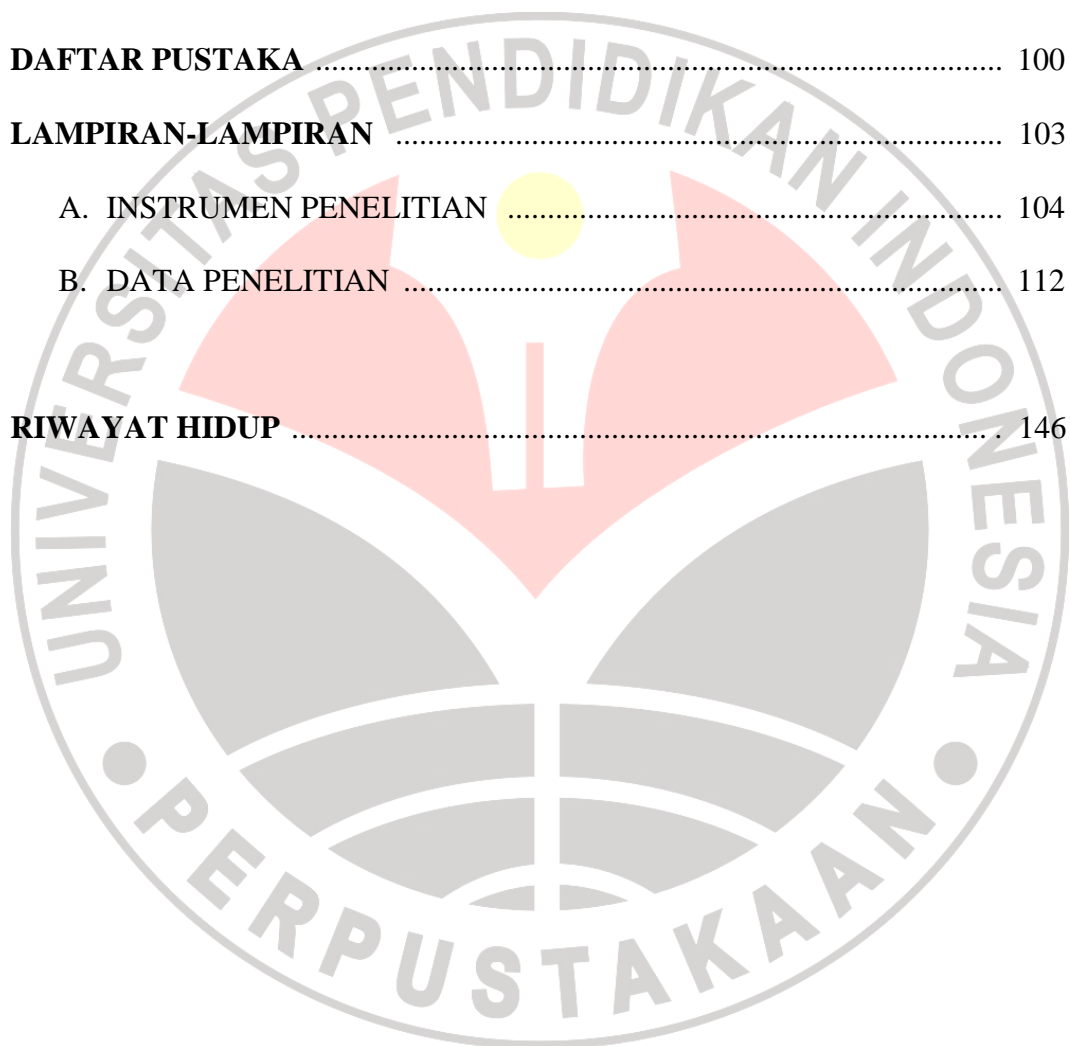 DAFTAR PUSTAKA ........................................................................................ 100
LAMPIRAN-LAMPIRAN .............................................................................. 103
A. INSTRUMEN PENELITIAN ................................................................ 104
B. DATA PENELITIAN ............................................................................. 112
RIWAYAT HIDUP ......................................................................................... . 146
UNIVERSITAS PENDIDIKAN INDONESIA
PERPUSTAKAAN